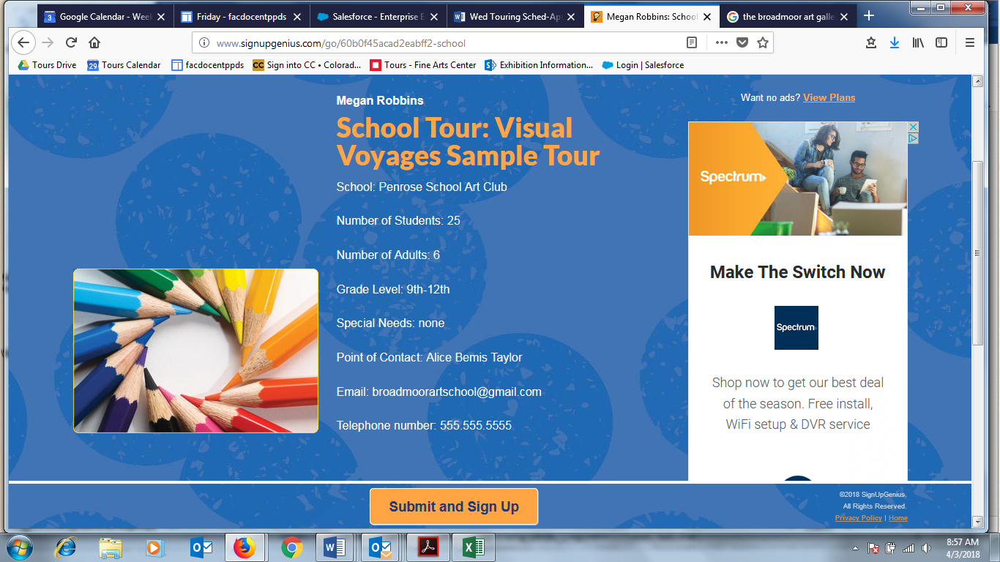 Google Calendar - Week
Friday - facdocentppds
Salesforce - Enterprise E
Wed Touring Sched-Ap
Megan Robbins: School
the broadmoor art galle
www.signupgenius.com/go/60b0f45acad2eabff2-school
Tours Drive
29 Tours Calendar
facdocentppds
CC Sign into CC • Colorad...
Tours - Fine Arts Center
Exhibition Information...
Login | Salesforce
Megan Robbins
School Tour: Visual
Voyages Sample Tour
School: Penrose School Art Club
Number of Students: 25
Number of Adults: 6
Grade Level: 9th-12th
Special Needs: none
Point of Contact: Alice Bemis Taylor
Email: broadmoorartschool@gmail.com
Telephone number: 555.555.5555
Want no ads? View Plans
Spectrum
Make The Switch Now
Spectrum
Shop now to get our best deal
of the season. Free install,
WiFi setup & DVR service
Submit and Sign Up
©2018 SignUpGenius.
All Rights Reserved.
Privacy Policy | Home
8:57 AM
4/3/2018